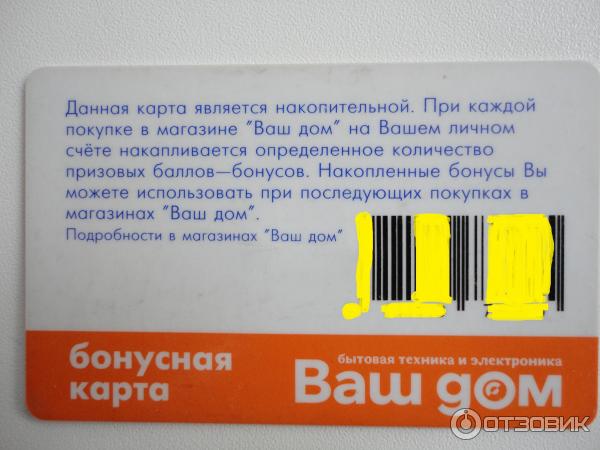 Данная карта является накопительной. При каждой
покупке в магазине "Ваш дом" на Вашем личном
счёте накапливается определенное количество
призовых баллов—бонусов. Накопленные бонусы Вы
можете использовать при последующих покупках в
магазинах "Ваш дом".
Подробности в магазинах "Ваш дом"
бонусная
карта
бытовая техника и электроника
Ваш дом
ОТЗОВИК